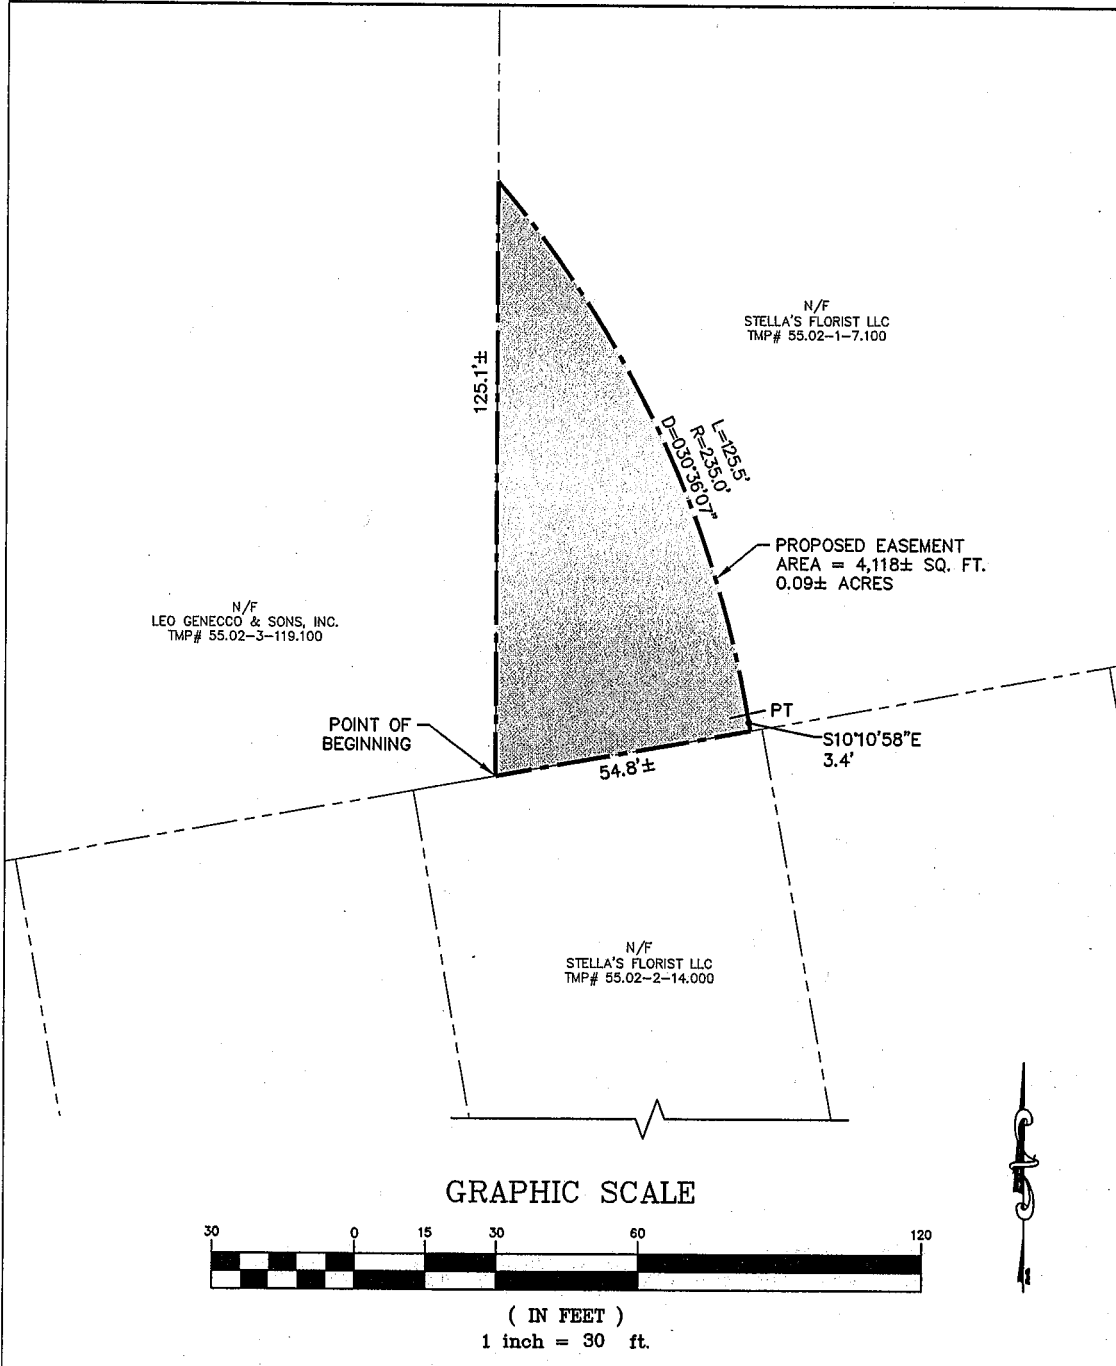 N/F
STELLA'S FLORIST LLC
TMP# 55.02-1-7.100
125.1'±
L=125.5'
R=235.0'
D=030°36'07"
PROPOSED EASEMENT
AREA = 4,118± SQ. FT.
0.09± ACRES
N/F
LEO GENECCO & SONS, INC.
TMP# 55.02-3-119.100
POINT OF
BEGINNING
PT
S10°10'58"E
3.4'
54.8'±
N/F
STELLA'S FLORIST LLC
TMP# 55.02-2-14.000
GRAPHIC SCALE
30 0 15 30 60 120
( IN FEET )
1 inch = 30 ft.